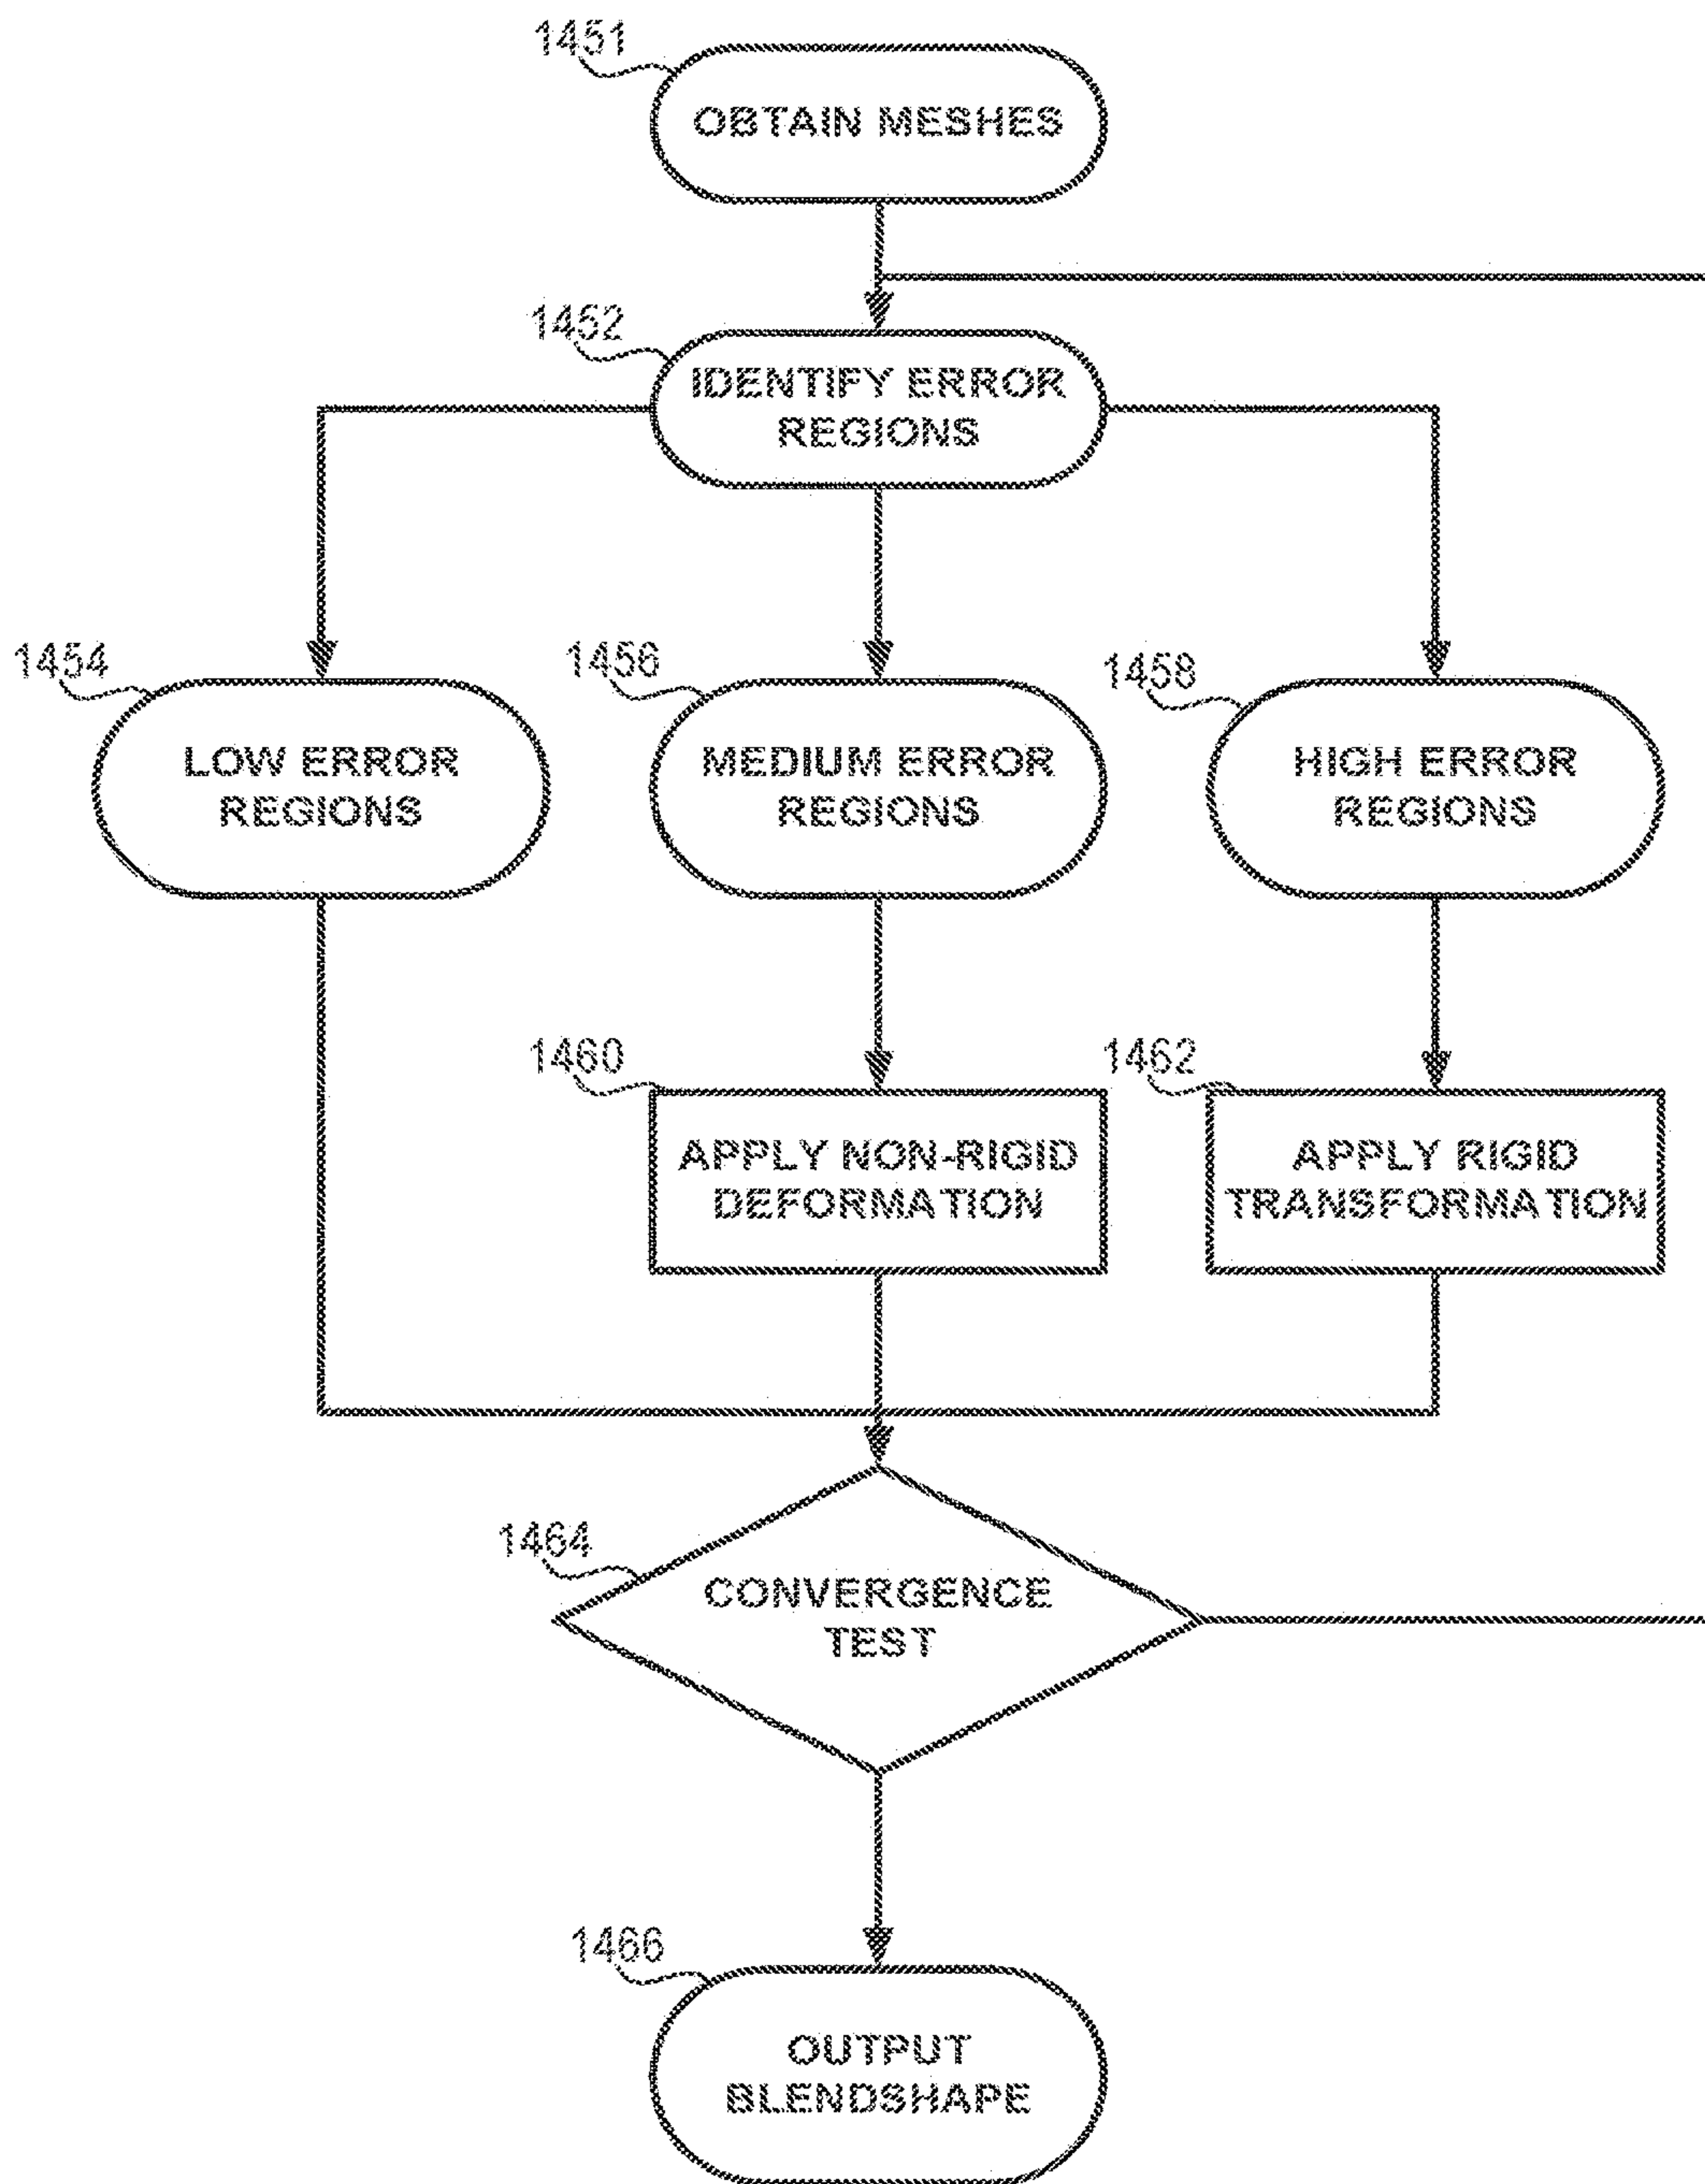 1451
OBTAIN MESHES
1452
IDENTIFY ERROR
REGIONS
1454
LOW ERROR
REGIONS
1456
MEDIUM ERROR
REGIONS
1458
HIGH ERROR
REGIONS
1460
APPLY NON-RIGID
DEFORMATION
1462
APPLY RIGID
TRANSFORMATION
1464
CONVERGENCE
TEST
1466
OUTPUT
BLENDSHAPE